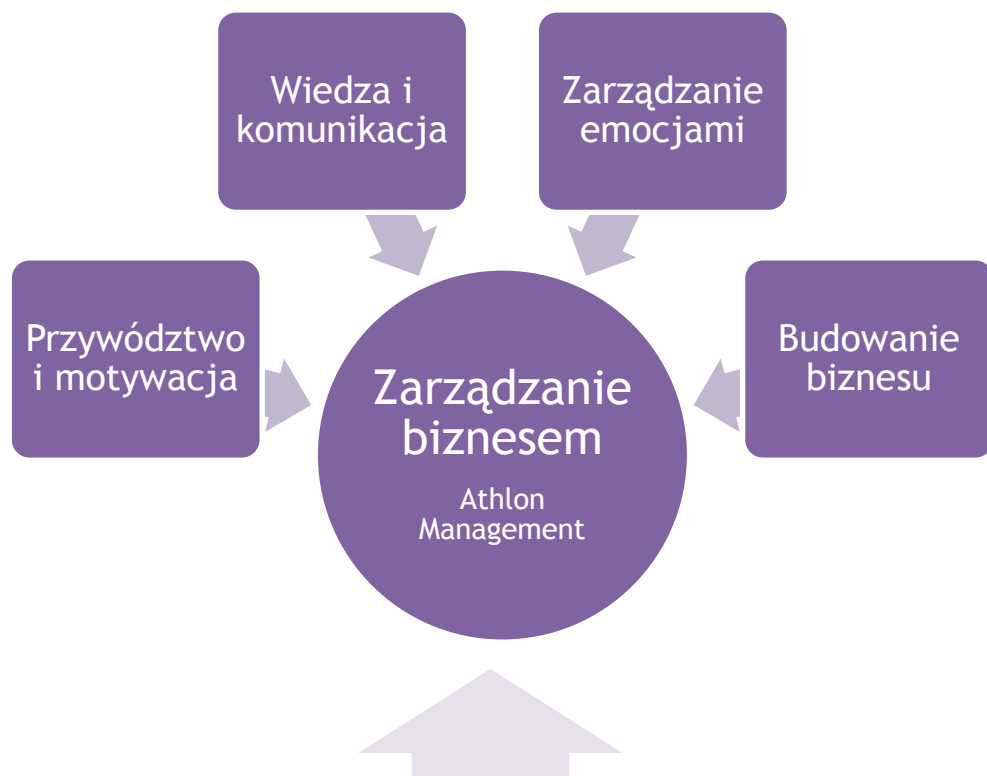 Wiedza i
komunikacja
Zarządzanie
emocjami
Przywództwo
i motywacja
Budowanie
biznesu
Zarządzanie
biznesem
Athlon
Management